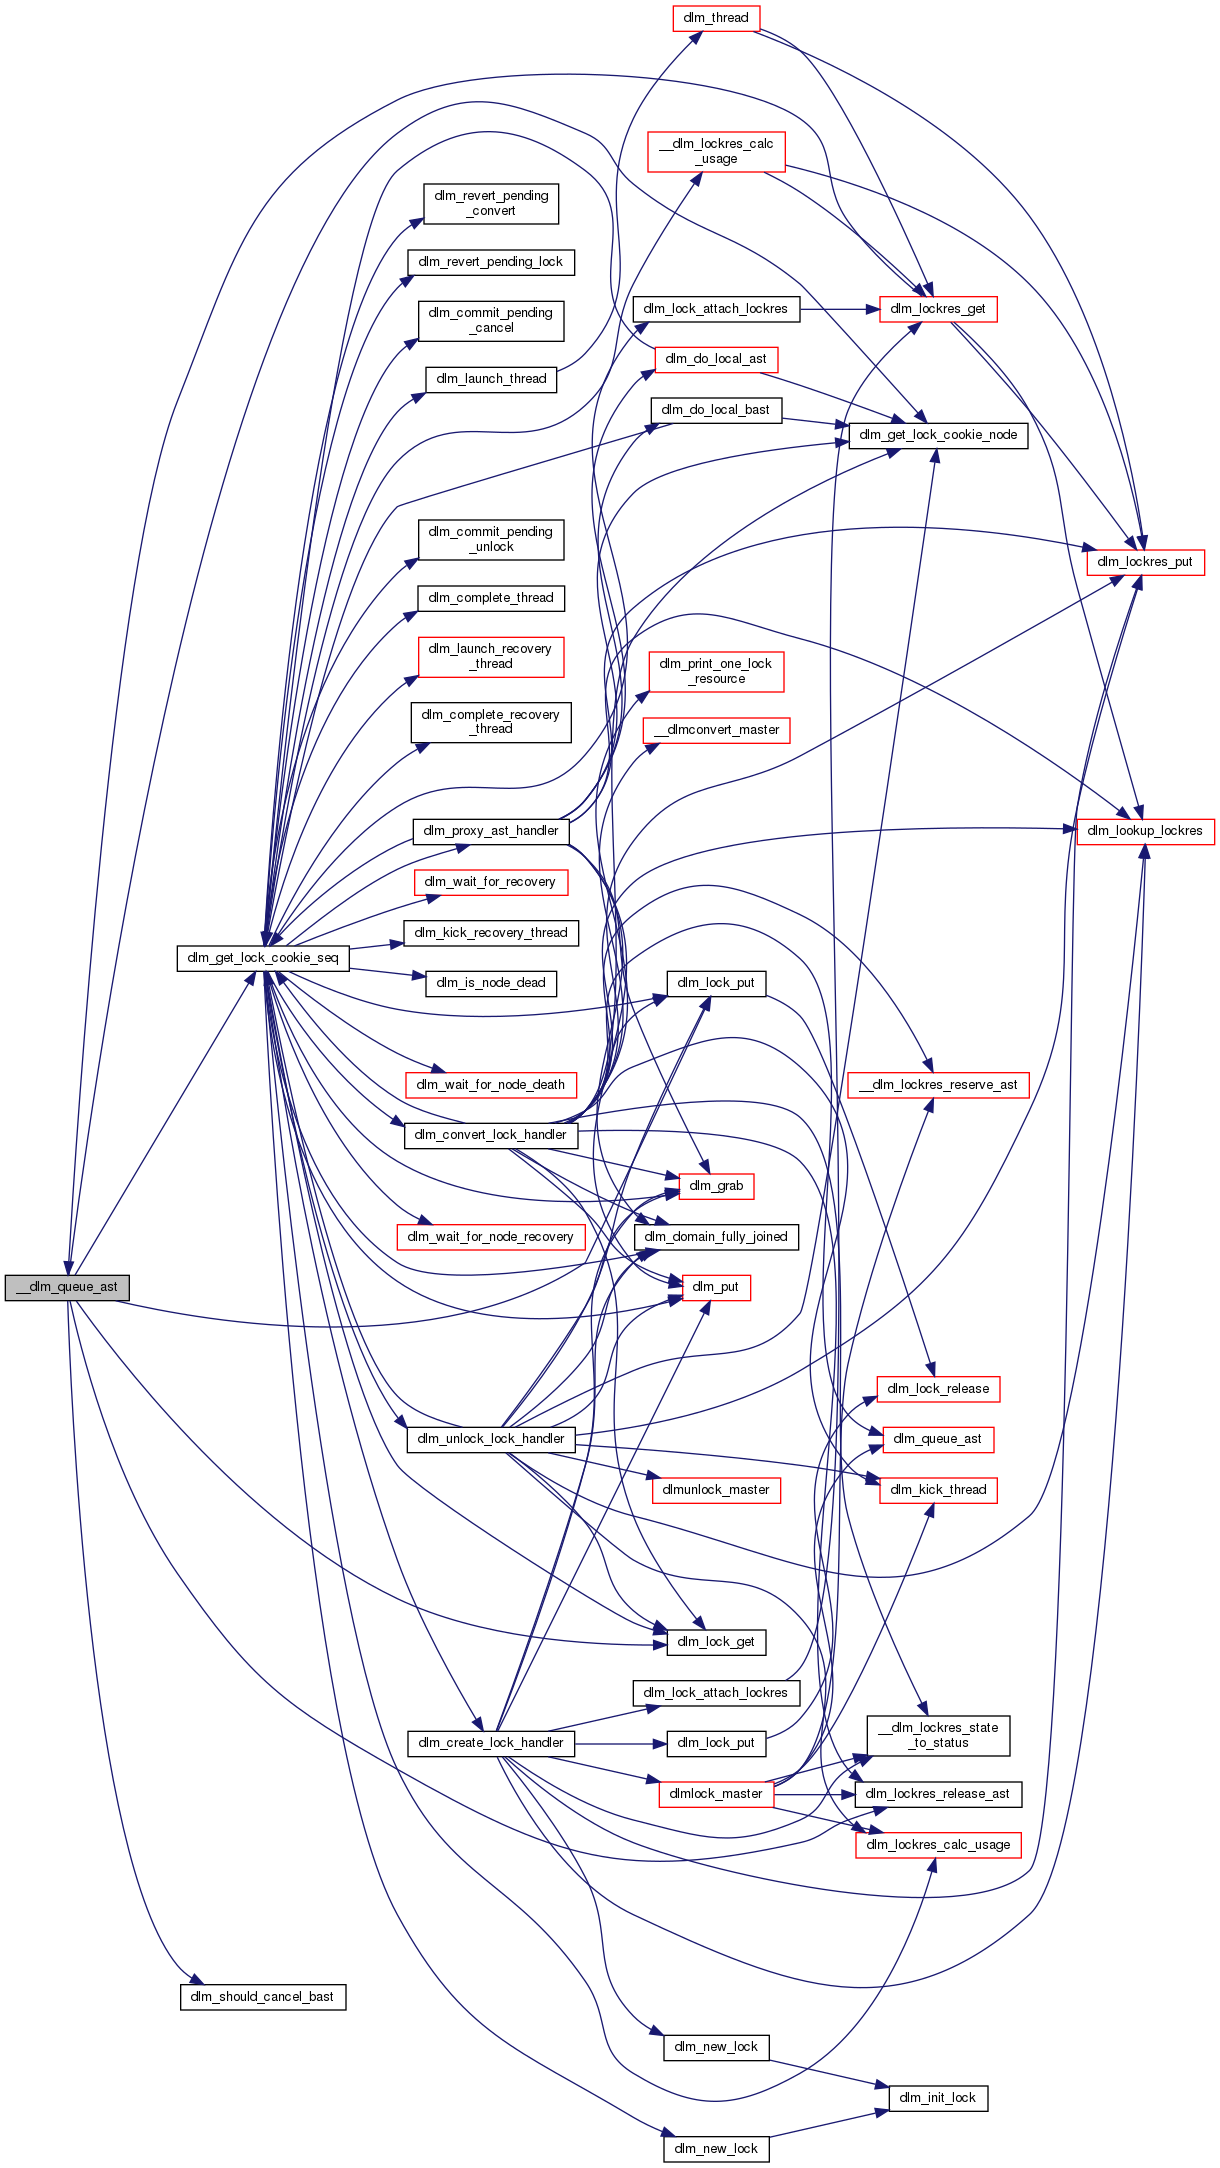 dlm_thread
__dlm_lockres_calc
_usage
dlm_revert_pending
_convert
dlm_revert_pending_lock
dlm_commit_pending
_cancel
dlm_lock_attach_lockres
dlm_lockres_get
dlm_launch_thread
dlm_do_local_ast
dlm_do_local_bast
dlm_get_lock_cookie_node
dlm_commit_pending
_unlock
dlm_lockres_put
dlm_complete_thread
dlm_launch_recovery
_thread
dlm_print_one_lock
_resource
dlm_complete_recovery
_thread
__dlmconvert_master
dlm_proxy_ast_handler
dlm_lookup_lockres
dlm_wait_for_recovery
dlm_kick_recovery_thread
dlm_get_lock_cookie_seq
dlm_is_node_dead
dlm_lock_put
dlm_wait_for_node_death
__dlm_lockres_reserve_ast
dlm_convert_lock_handler
dlm_grab
dlm_wait_for_node_recovery
dlm_domain_fully_joined
__dlm_queue_ast
dlm_put
dlm_lock_release
dlm_unlock_lock_handler
dlm_queue_ast
dlmunlock_master
dlm_kick_thread
dlm_lock_get
dlm_lock_attach_lockres
dlm_create_lock_handler
dlm_lock_put
__dlm_lockres_state
_to_status
dlmlock_master
dlm_lockres_release_ast
dlm_lockres_calc_usage
dlm_should_cancel_bast
dlm_new_lock
dlm_init_lock
dlm_new_lock